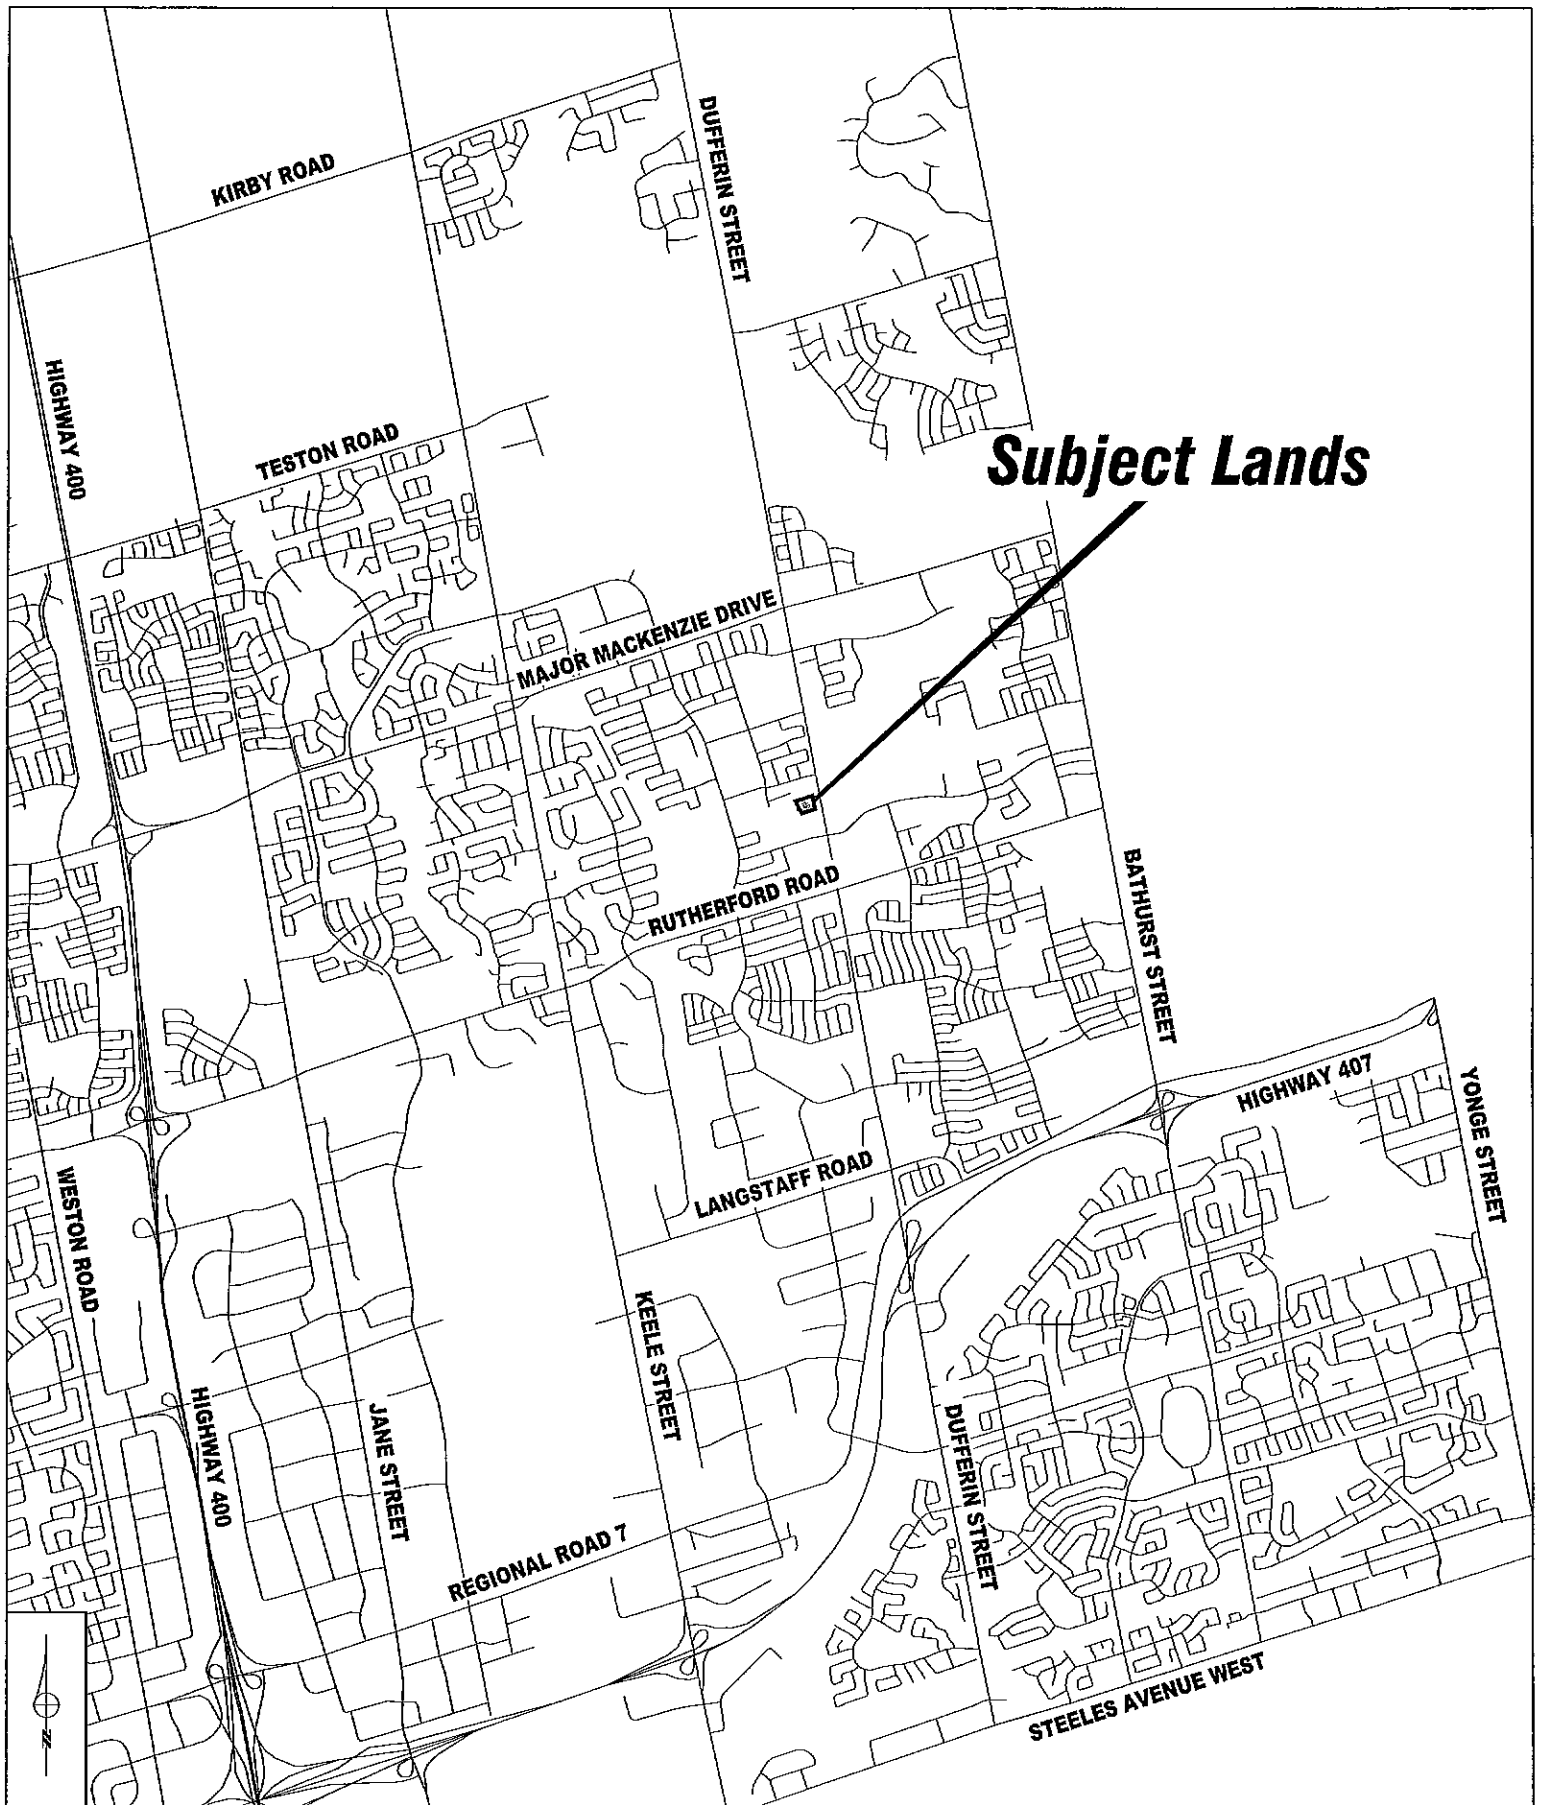 DUFFERIN STREET
KIRBY ROAD
HIGHWAY 400
TESTON ROAD
Subject Lands
MAJOR MACKENZIE DRIVE
RUTHERFORD ROAD
BATHURST STREET
HIGHWAY 407
YONGE STREET
LANGSTAFF ROAD
WESTON ROAD
KEELE STREET
HIGHWAY 400
JANE STREET
DUFFERIN STREET
REGIONAL ROAD 7
STEELES AVENUE WEST
N